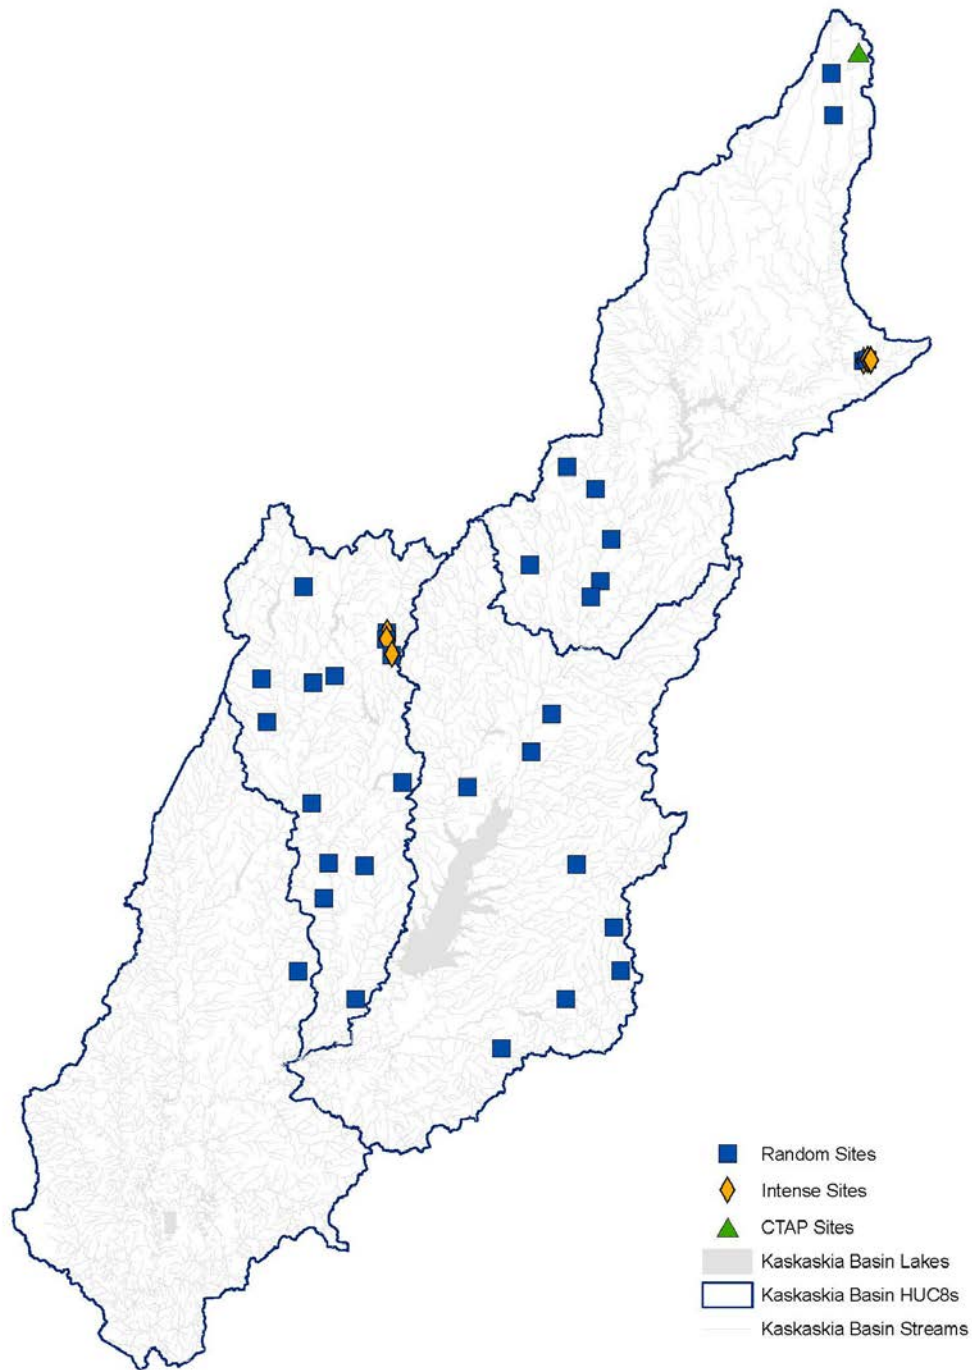 Random Sites
Intense Sites
CTAP Sites
Kaskaskia Basin Lakes
Kaskaskia Basin HUC8s
Kaskaskia Basin Streams